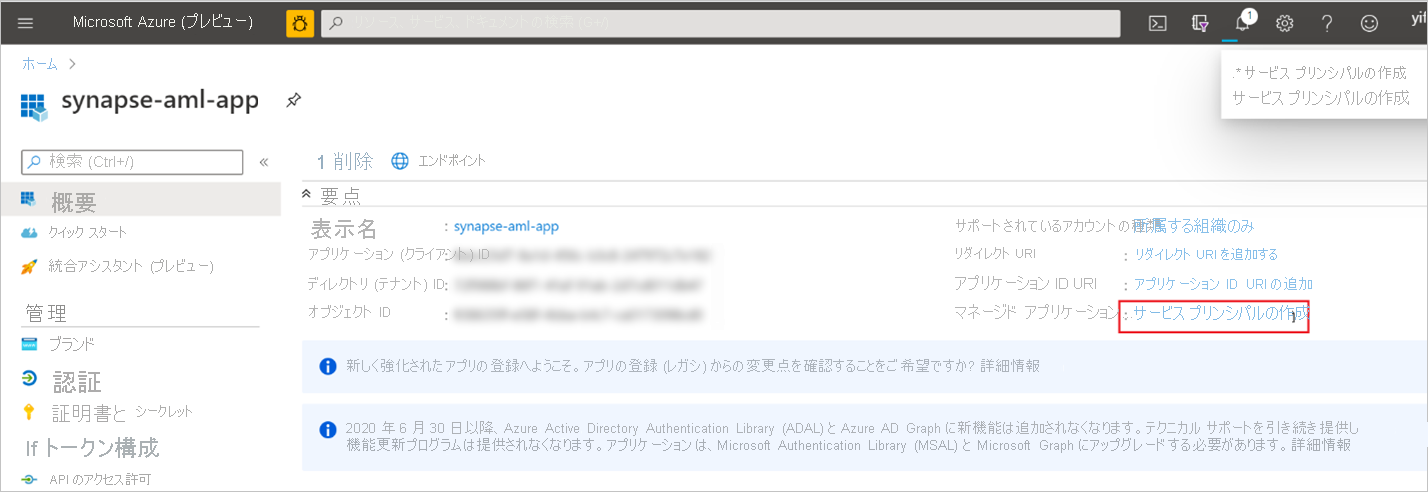 Microsoft Azure (プレビュー)
リソース、サービス、ドキュメントの検索 (G+/)
1
yif
ホーム >
.* サービス プリンシパルの作成
サービス プリンシパルの作成
synapse-aml-app
検索 (Ctrl+/)
«
1 削除
エンドポイント
概要
クイック スタート
統合アシスタント (プレビュー)
管理
ブランド
認証
証明書と シークレット
If トークン構成
API のアクセス許可
要点
表示名 : synapse-aml-app
アプリケーション (クライアント) ID
ディレクトリ (テナント) ID:
オブジェクト ID :
サポートされているアカウントの種類 所属する組織のみ
リダイレクト URI : リダイレクト URI を追加する
アプリケーション ID URI : アプリケーション ID URI の追加
マネージド アプリケーション... : サービス プリンシパルの作成
新しく強化されたアプリの登録へようこそ。アプリの登録 (レガシ) からの変更点を確認することをご希望ですか? 詳細情報
2020 年 6 月 30 日以降、Azure Active Directory Authentication Library (ADAL) と Azure AD Graph に新機能は追加されなくなります。テクニカル サポートを引き続き提供し
機能更新プログラムは提供されなくなります。アプリケーションは、Microsoft Authentication Library (MSAL) と Microsoft Graph にアップグレードする必要があります。詳細情報